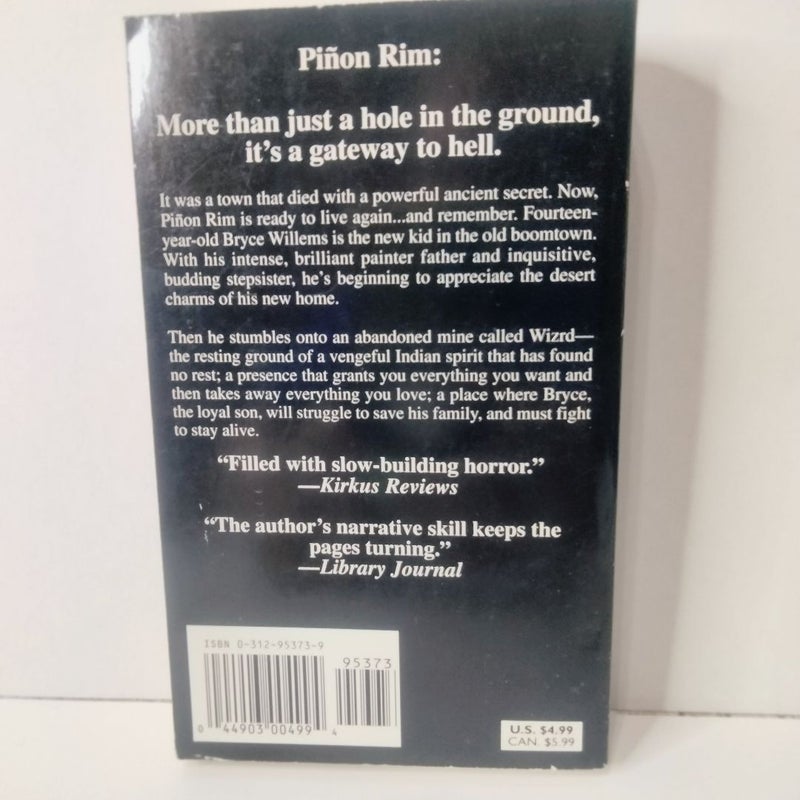 Piñon Rim:
More than just a hole in the ground,
it's a gateway to hell.
It was a town that died with a powerful ancient secret. Now,
Piñon Rim is ready to live again...and remember. Fourteen-
year-old Bryce Willems is the new kid in the old boomtown.
With his intense, brilliant painter father and inquisitive,
budding stepsister, he's beginning to appreciate the desert
charms of his new home.
Then he stumbles onto an abandoned mine called Wizrd—
the resting ground of a vengeful Indian spirit that has found
no rest; a presence that grants you everything you want and
then takes away everything you love; a place where Bryce,
the loyal son, will struggle to save his family, and must fight
to stay alive.
“Filled with slow-building horror.”
—Kirkus Reviews
“The author's narrative skill keeps the
pages turning.”
—Library Journal
ISBN 0-312-95373-9
95373
0 44903 00499 4
U.S. $4.99
CAN. $5.99